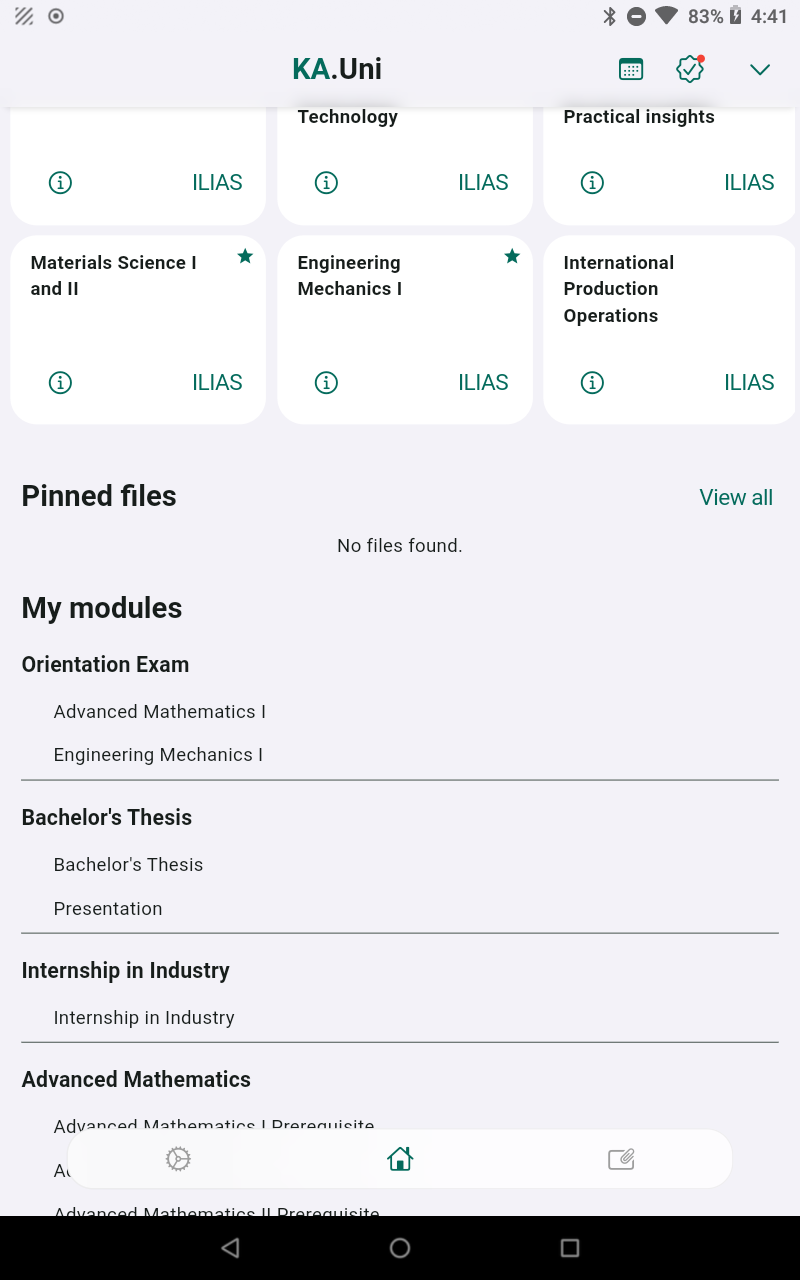 83% 4:41
KA.Uni
Technology
Practical insights
ILIAS
ILIAS
ILIAS
Materials Science I
and II
Engineering
Mechanics I
International
Production
Operations
ILIAS
ILIAS
ILIAS
Pinned files
View all
No files found.
My modules
Orientation Exam
Advanced Mathematics I
Engineering Mechanics I
Bachelor's Thesis
Bachelor's Thesis
Presentation
Internship in Industry
Internship in Industry
Advanced Mathematics
Advanced Mathematics I Prerequisite
Advanced Mathematics II Prerequisite